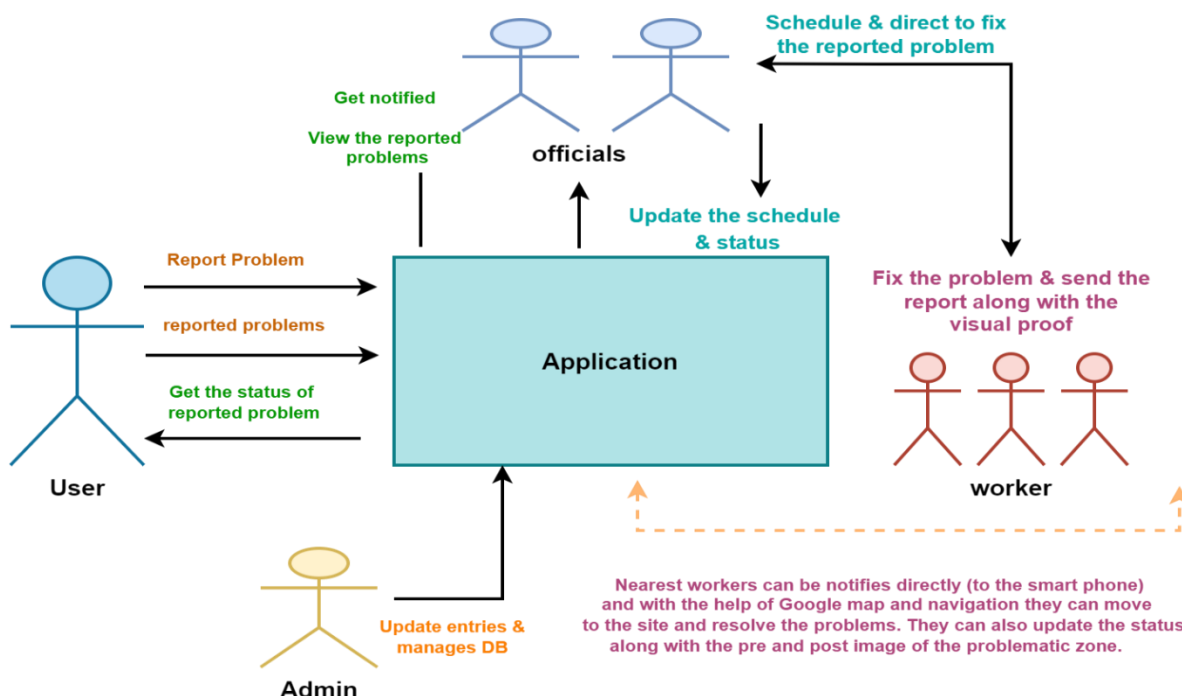 Schedule & direct to fix
the reported problem
Get notified
View the reported
problems
officials
Update the schedule
& status
Report Problem
reported problems
Get the status of
reported problem
User
Application
Fix the problem & send the
report along with the
visual proof
worker
Update entries &
manages DB
Admin
Nearest workers can be notifies directly (to the smart phone)
and with the help of Google map and navigation they can move
to the site and resolve the problems. They can also update the status
along with the pre and post image of the problematic zone.